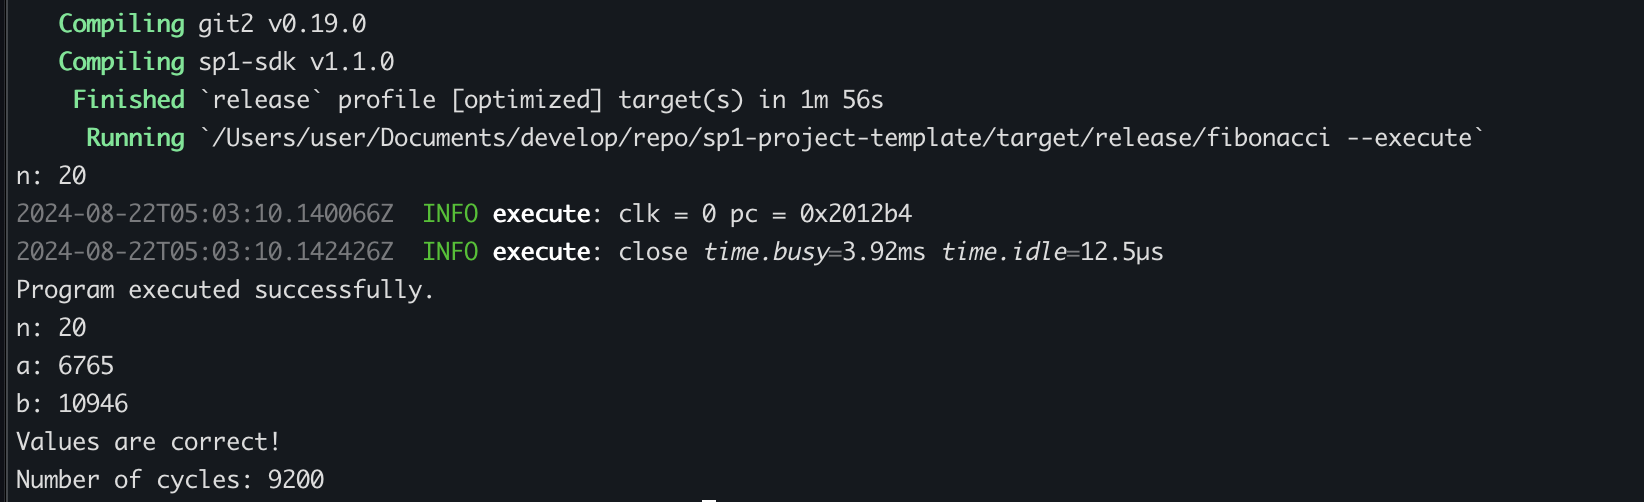 Compiling git2 v0.19.0
Compiling sp1-sdk v1.1.0
Finished `release` profile [optimized] target(s) in 1m 56s
Running `/Users/user/Documents/develop/repo/sp1-project-template/target/release/fibonacci --execute`
n: 20
2024-08-22T05:03:10.140066Z  INFO execute: clk = 0 pc = 0x2012b4
2024-08-22T05:03:10.142426Z  INFO execute: close time.busy=3.92ms time.idle=12.5µs
Program executed successfully.
n: 20
a: 6765
b: 10946
Values are correct!
Number of cycles: 9200